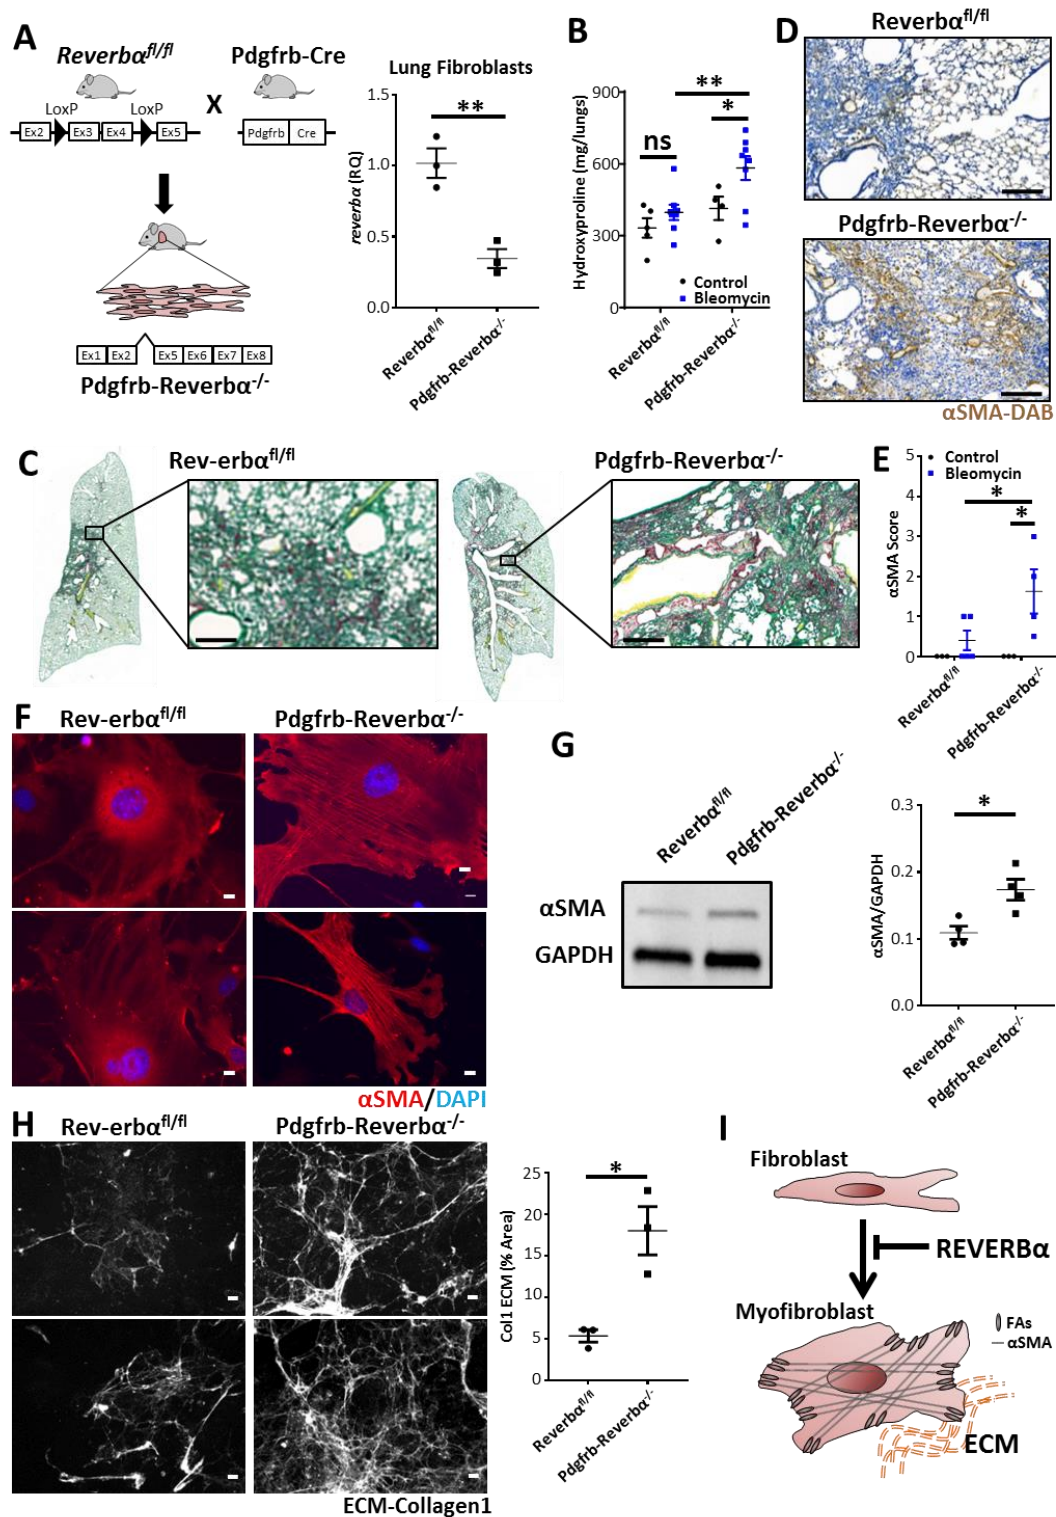 A
Reverbα^fl/fl
Pdgfrb-Cre
LoxP
LoxP
X
Ex2
Ex3
Ex4
Ex5
Pdgfrb
Cre
Ex1
Ex2
Ex5
Ex6
Ex7
Ex8
Pdgfrb-Reverbα^-/-
Lung Fibroblasts
**
reverbα (RQ)
1.5
1.0
0.5
0.0
Reverbα^fl/fl
Pdgfrb-Reverbα^-/-
B
Hydroxyproline (mg/lungs)
900
600
300
0
ns
**
*
Control
Bleomycin
Reverbα^fl/fl
Pdgfrb-Reverbα^-/-
D
Reverbα^fl/fl
Pdgfrb-Reverbα^-/-
αSMA-DAB
C
Rev-erbα^fl/fl
Pdgfrb-Reverbα^-/-
E
αSMA Score
5
4
3
2
1
0
Control
Bleomycin
*
*
Reverbα^fl/fl
Pdgfrb-Reverbα^-/-
F
Rev-erbα^fl/fl
Pdgfrb-Reverbα^-/-
αSMA/DAPI
G
Reverbα^fl/fl
Pdgfrb-Reverbα^-/-
αSMA
GAPDH
αSMA/GAPDH
0.3
0.2
0.1
0.0
*
Reverbα^fl/fl
Pdgfrb-Reverbα^-/-
H
Rev-erbα^fl/fl
Pdgfrb-Reverbα^-/-
ECM-Collagen1
Col1 ECM (% Area)
25
20
15
10
5
0
*
Reverbα^fl/fl
Pdgfrb-Reverbα^-/-
I
Fibroblast
REVERBα
Myofibroblast
FAs
αSMA
ECM